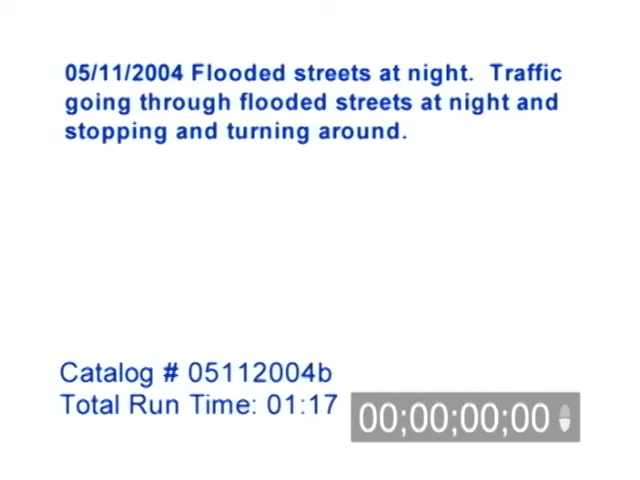 05/11/2004 Flooded streets at night.  Traffic
going through flooded streets at night and
stopping and turning around.
Catalog # 05112004b
Total Run Time: 01:17
00;00;00;00